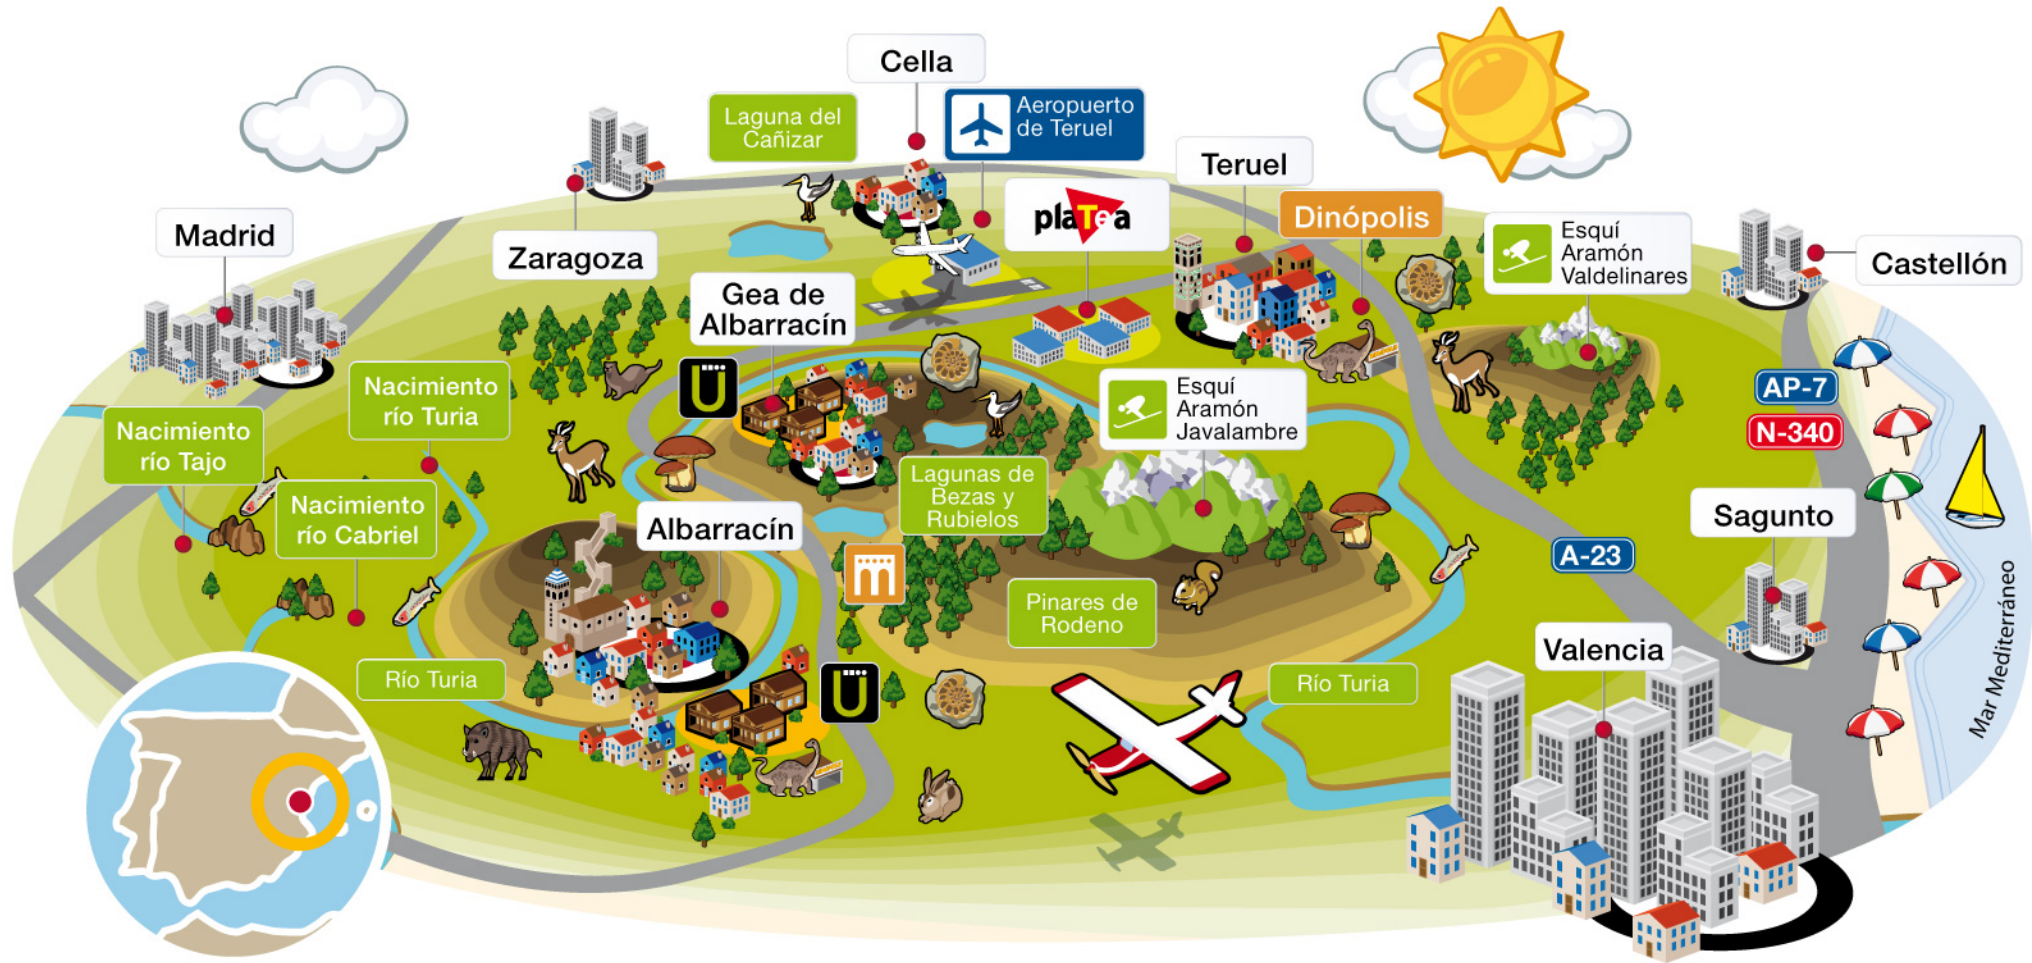 Cella
Laguna del
Cañizar
Aeropuerto
de Teruel
Teruel
plaTea
Dinópolis
Madrid
Zaragoza
Esquí
Aramón
Valdelinares
Castellón
Gea de
Albarracín
Ü
Nacimiento
río Turia
Esquí
Aramón
Javalambre
AP-7
N-340
Nacimiento
río Tajo
Nacimiento
río Cabriel
Lagunas de
Bezas y
Rubielos
Albarracín
Sagunto
A-23
m
Pinares de
Rodeno
Valencia
Mar Mediterráneo
Río Turia
Ü
Río Turia